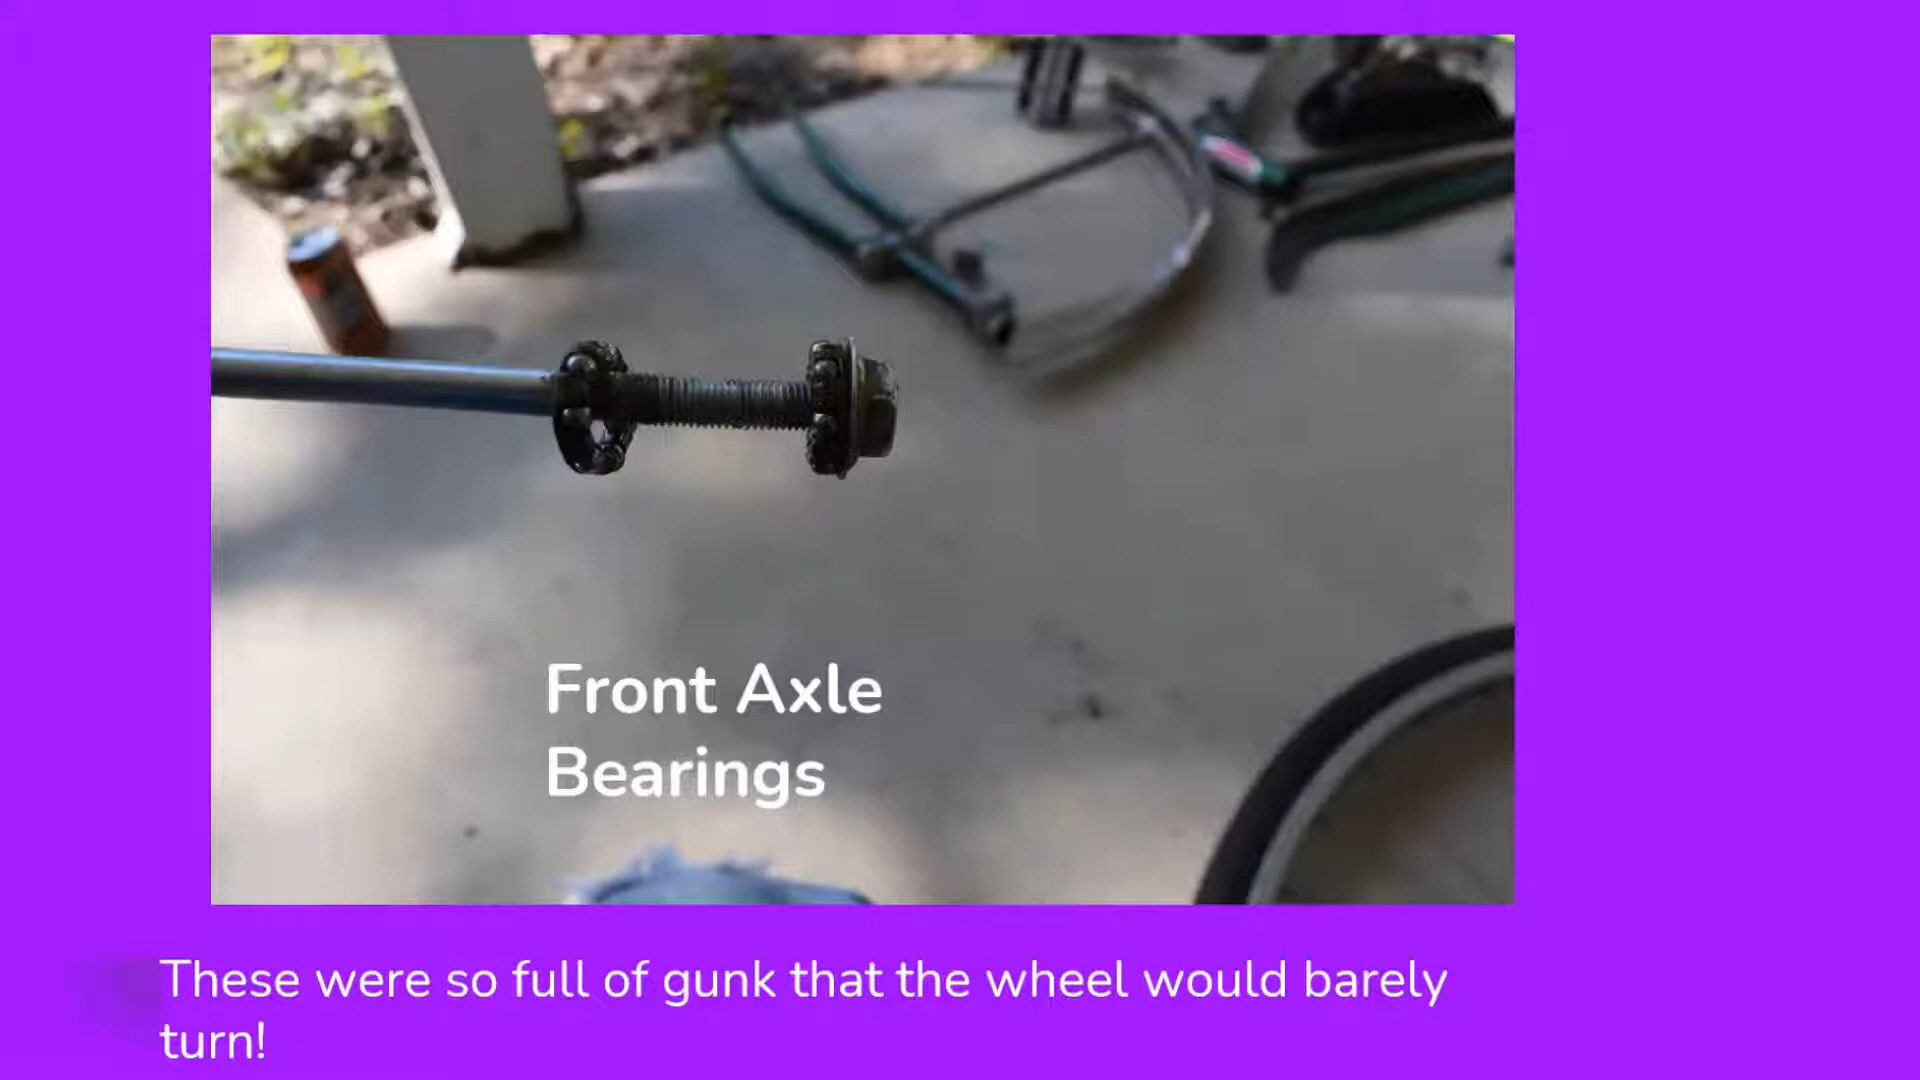 Front Axle
Bearings
These were so full of gunk that the wheel would barely
turn!